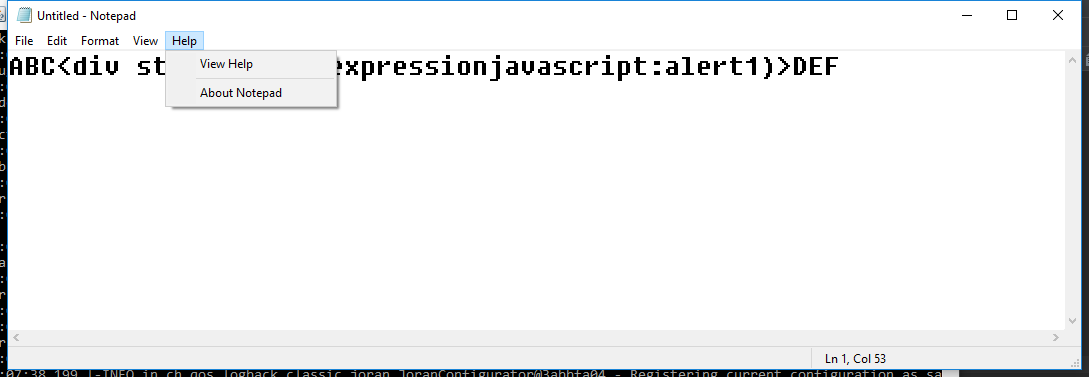 Untitled - Notepad
File Edit Format View Help
ABC<div st expressionjavascript:alert1)>DEF
View Help
About Notepad
Ln 1, Col 53
:07:38,199 |-INFO in ch.qos.logback.classic.joran.JoranConfigurator@3abbfa04 - Registering current configuration as sa